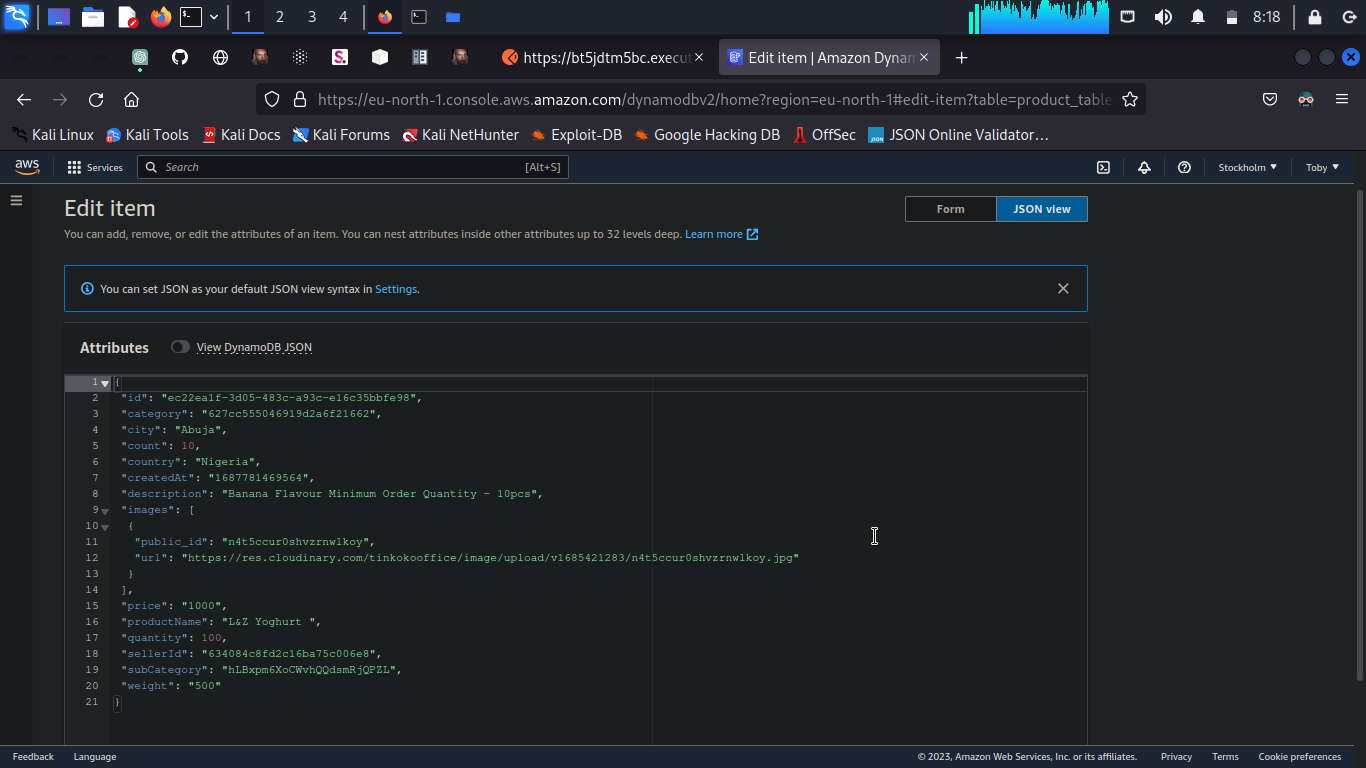 1 2 3 4 8:18
https://bt5jdtm5bc.execut Edit item | Amazon Dynam
https://eu-north-1.console.aws.amazon.com/dynamodbv2/home?region=eu-north-1#edit-item?table=product_table
Kali Linux Kali Tools Kali Docs Kali Forums Kali NetHunter Exploit-DB Google Hacking DB OffSec JSON Online Validator…
aws Services Search [Alt+S] Stockholm Toby
Edit item
Form JSON view
You can add, remove, or edit the attributes of an item. You can nest attributes inside other attributes up to 32 levels deep. Learn more
You can set JSON as your default JSON view syntax in Settings.
Attributes View DynamoDB JSON
1 {
2 "id": "ec22ea1f-3d05-483c-a93c-e16c35bbfe98",
3 "category": "627cc555046919d2a6f21662",
4 "city": "Abuja",
5 "count": 10,
6 "country": "Nigeria",
7 "createdAt": "1687781469564",
8 "description": "Banana Flavour Minimum Order Quantity - 10pcs",
9 "images": [
10 {
11 "public_id": "n4t5ccur0shvzrnwlkoy",
12 "url": "https://res.cloudinary.com/tinkokooffice/image/upload/v1685421283/n4t5ccur0shvzrnwlkoy.jpg"
13 }
14 ],
15 "price": "1000",
16 "productName": "L&Z Yoghurt ",
17 "quantity": 100,
18 "sellerId": "634084c8fd2c16ba75c006e8",
19 "subCategory": "hLBxpm6XoCWvhQQdsmRjQPZL",
20 "weight": "500"
21 }
Feedback Language © 2023, Amazon Web Services, Inc. or its affiliates. Privacy Terms Cookie preferences